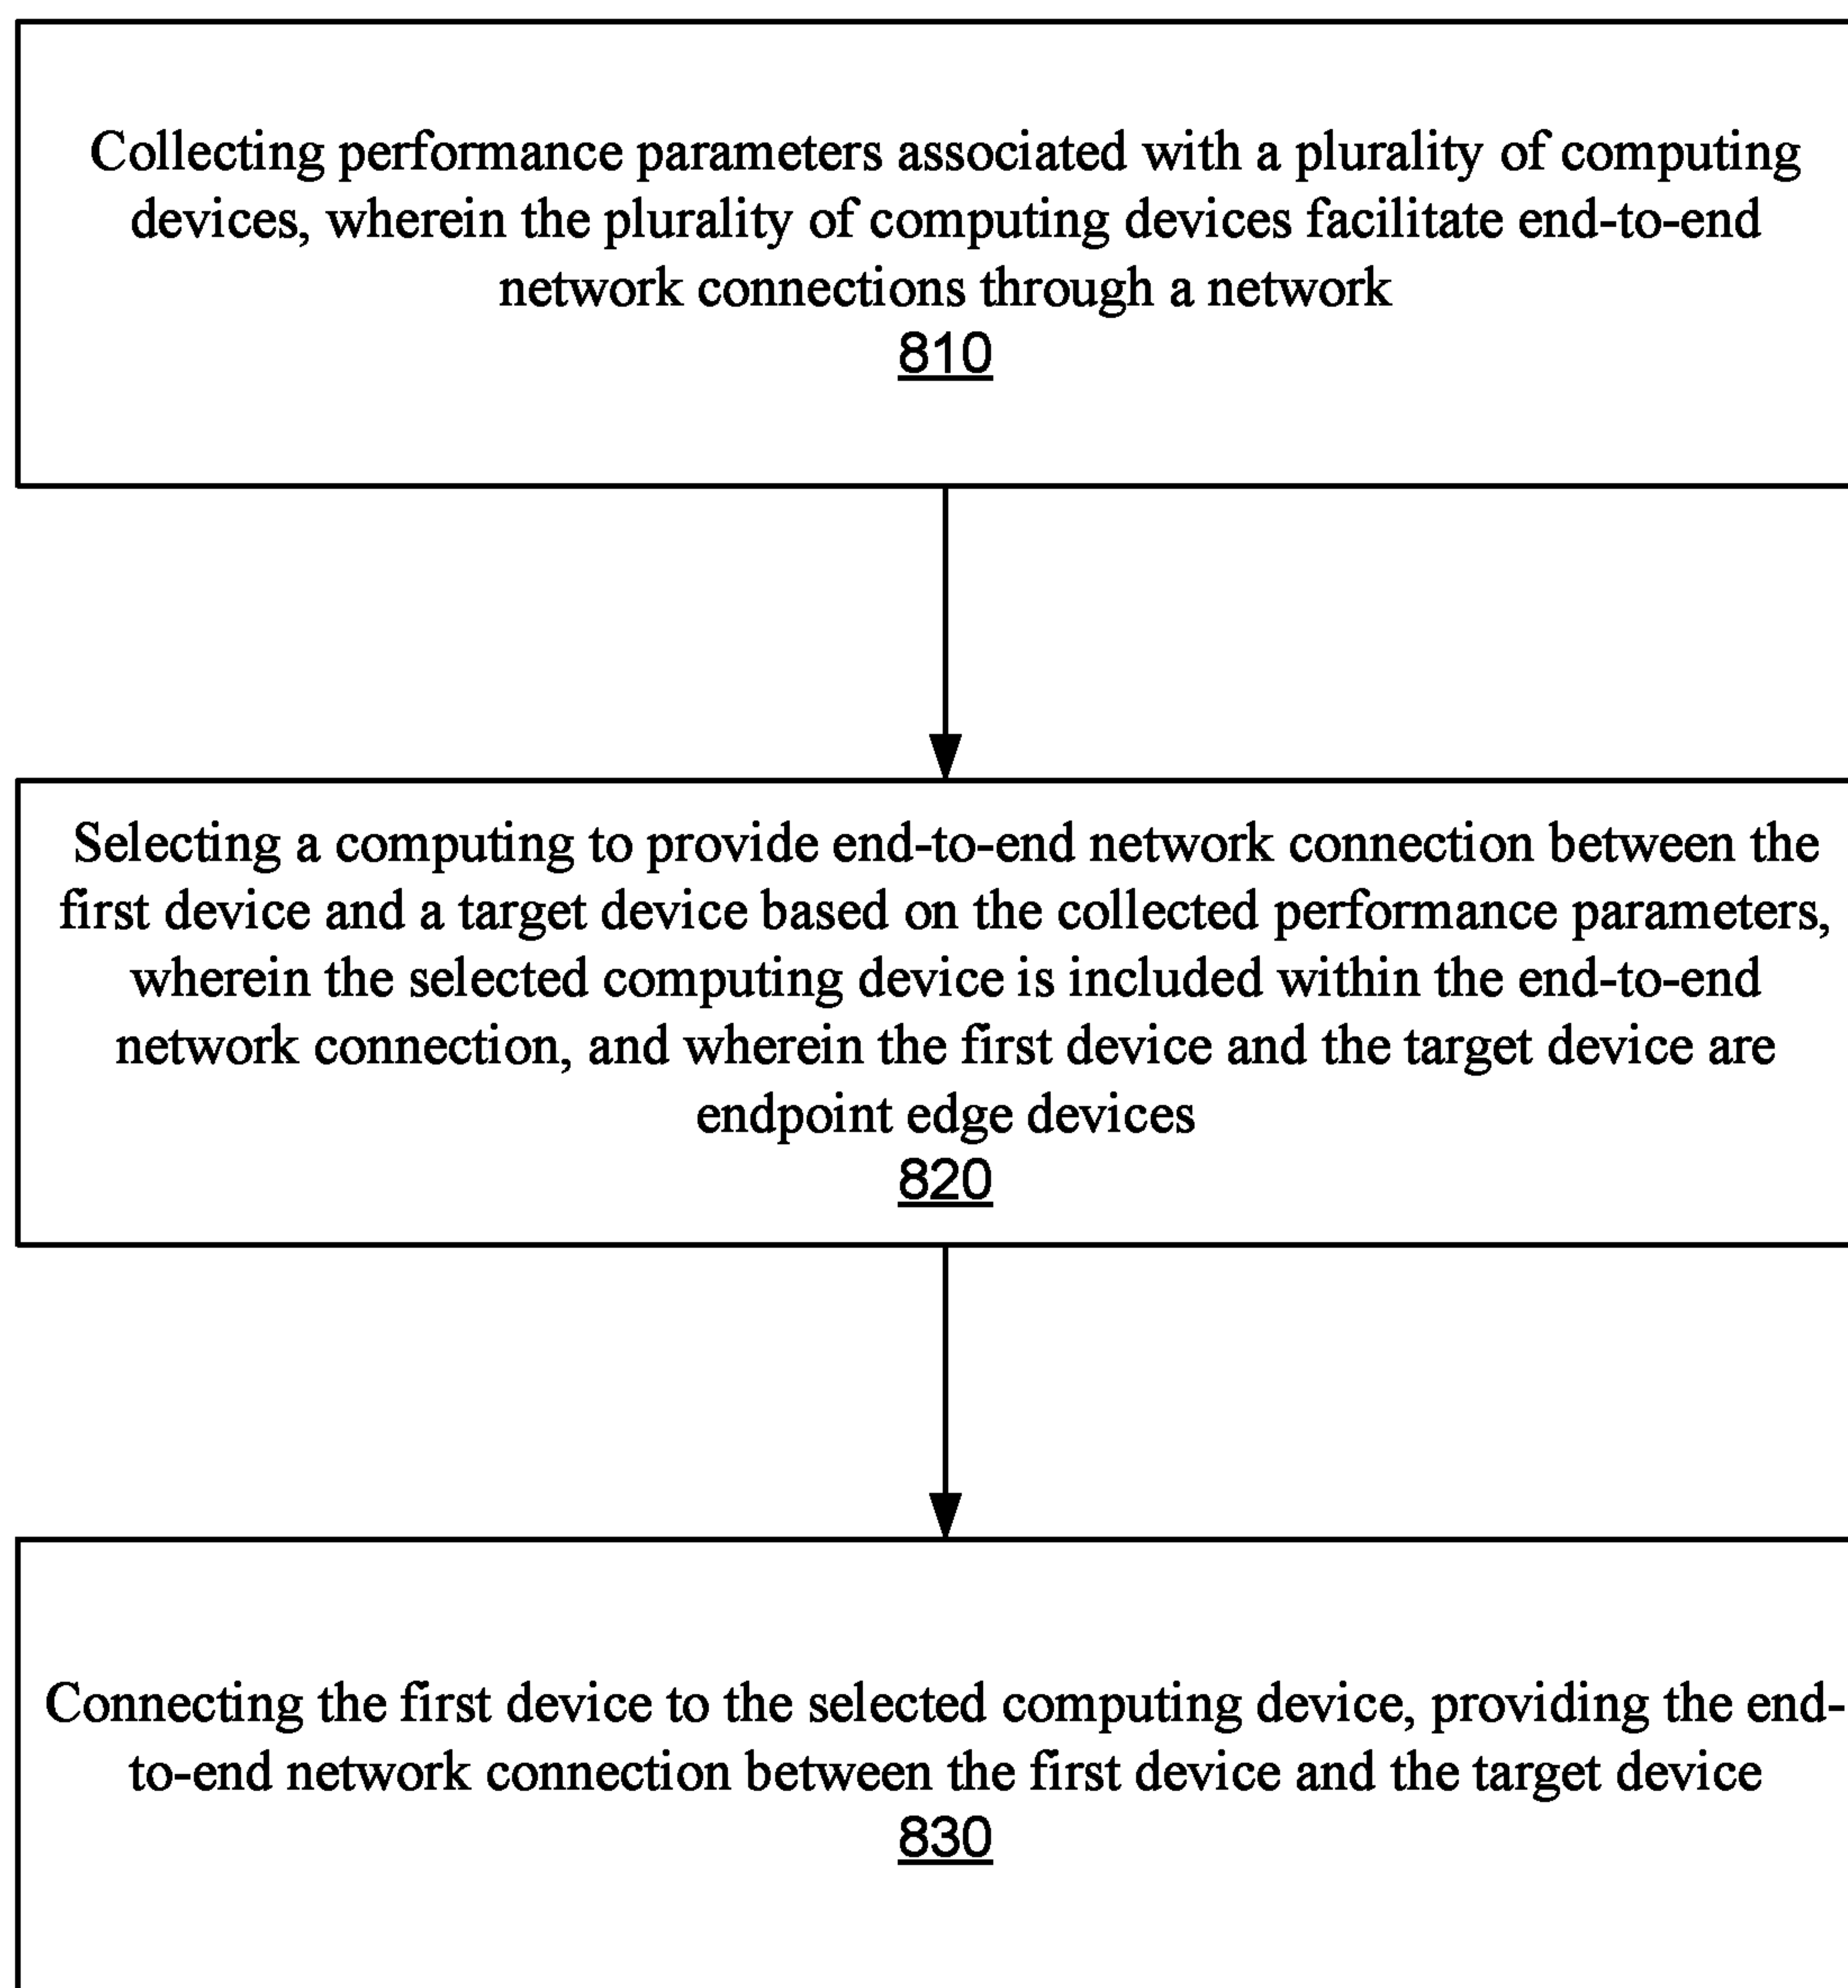 Collecting performance parameters associated with a plurality of computing
devices, wherein the plurality of computing devices facilitate end-to-end
network connections through a network
810
Selecting a computing to provide end-to-end network connection between the
first device and a target device based on the collected performance parameters,
wherein the selected computing device is included within the end-to-end
network connection, and wherein the first device and the target device are
endpoint edge devices
820
Connecting the first device to the selected computing device, providing the end-
to-end network connection between the first device and the target device
830